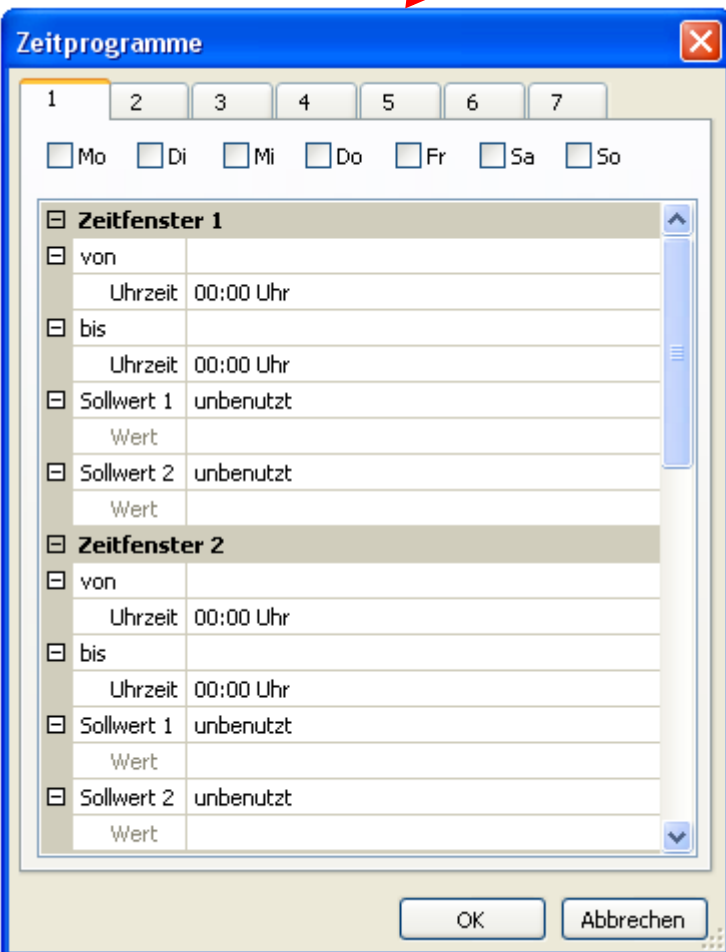 Zeitprogramme
1 2 3 4 5 6 7
Mo Di Mi Do Fr Sa So
Zeitfenster 1
von
Uhrzeit 00:00 Uhr
bis
Uhrzeit 00:00 Uhr
Sollwert 1 unbenutzt
Wert
Sollwert 2 unbenutzt
Wert
Zeitfenster 2
von
Uhrzeit 00:00 Uhr
bis
Uhrzeit 00:00 Uhr
Sollwert 1 unbenutzt
Wert
Sollwert 2 unbenutzt
Wert
OK Abbrechen